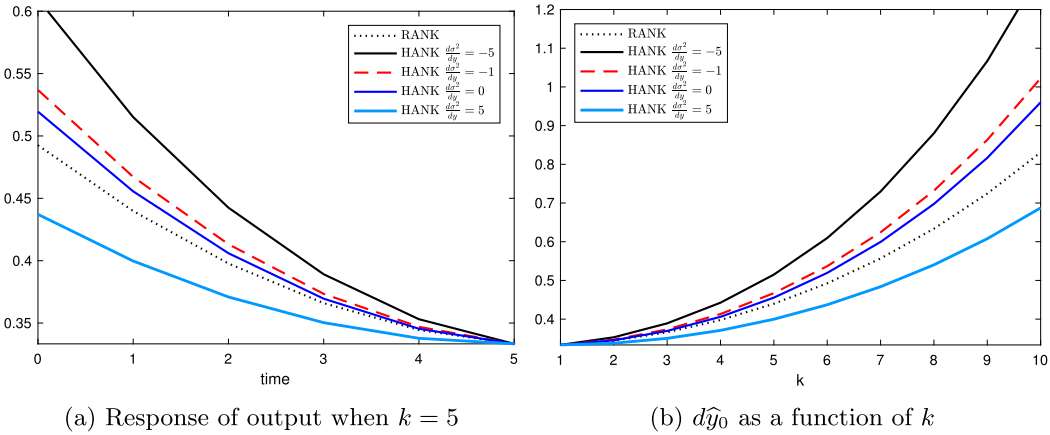 0.6
0.55
0.5
0.45
0.4
0.35
0 1 2 3 4 5
time
RANK
HANK dσ²/dy = −5
HANK dσ²/dy = −1
HANK dσ²/dy = 0
HANK dσ²/dy = 5
(a) Response of output when k = 5
1.2
1.1
1
0.9
0.8
0.7
0.6
0.5
0.4
1 2 3 4 5 6 7 8 9 10
k
RANK
HANK dσ²/dy = −5
HANK dσ²/dy = −1
HANK dσ²/dy = 0
HANK dσ²/dy = 5
(b) dŷ₀ as a function of k